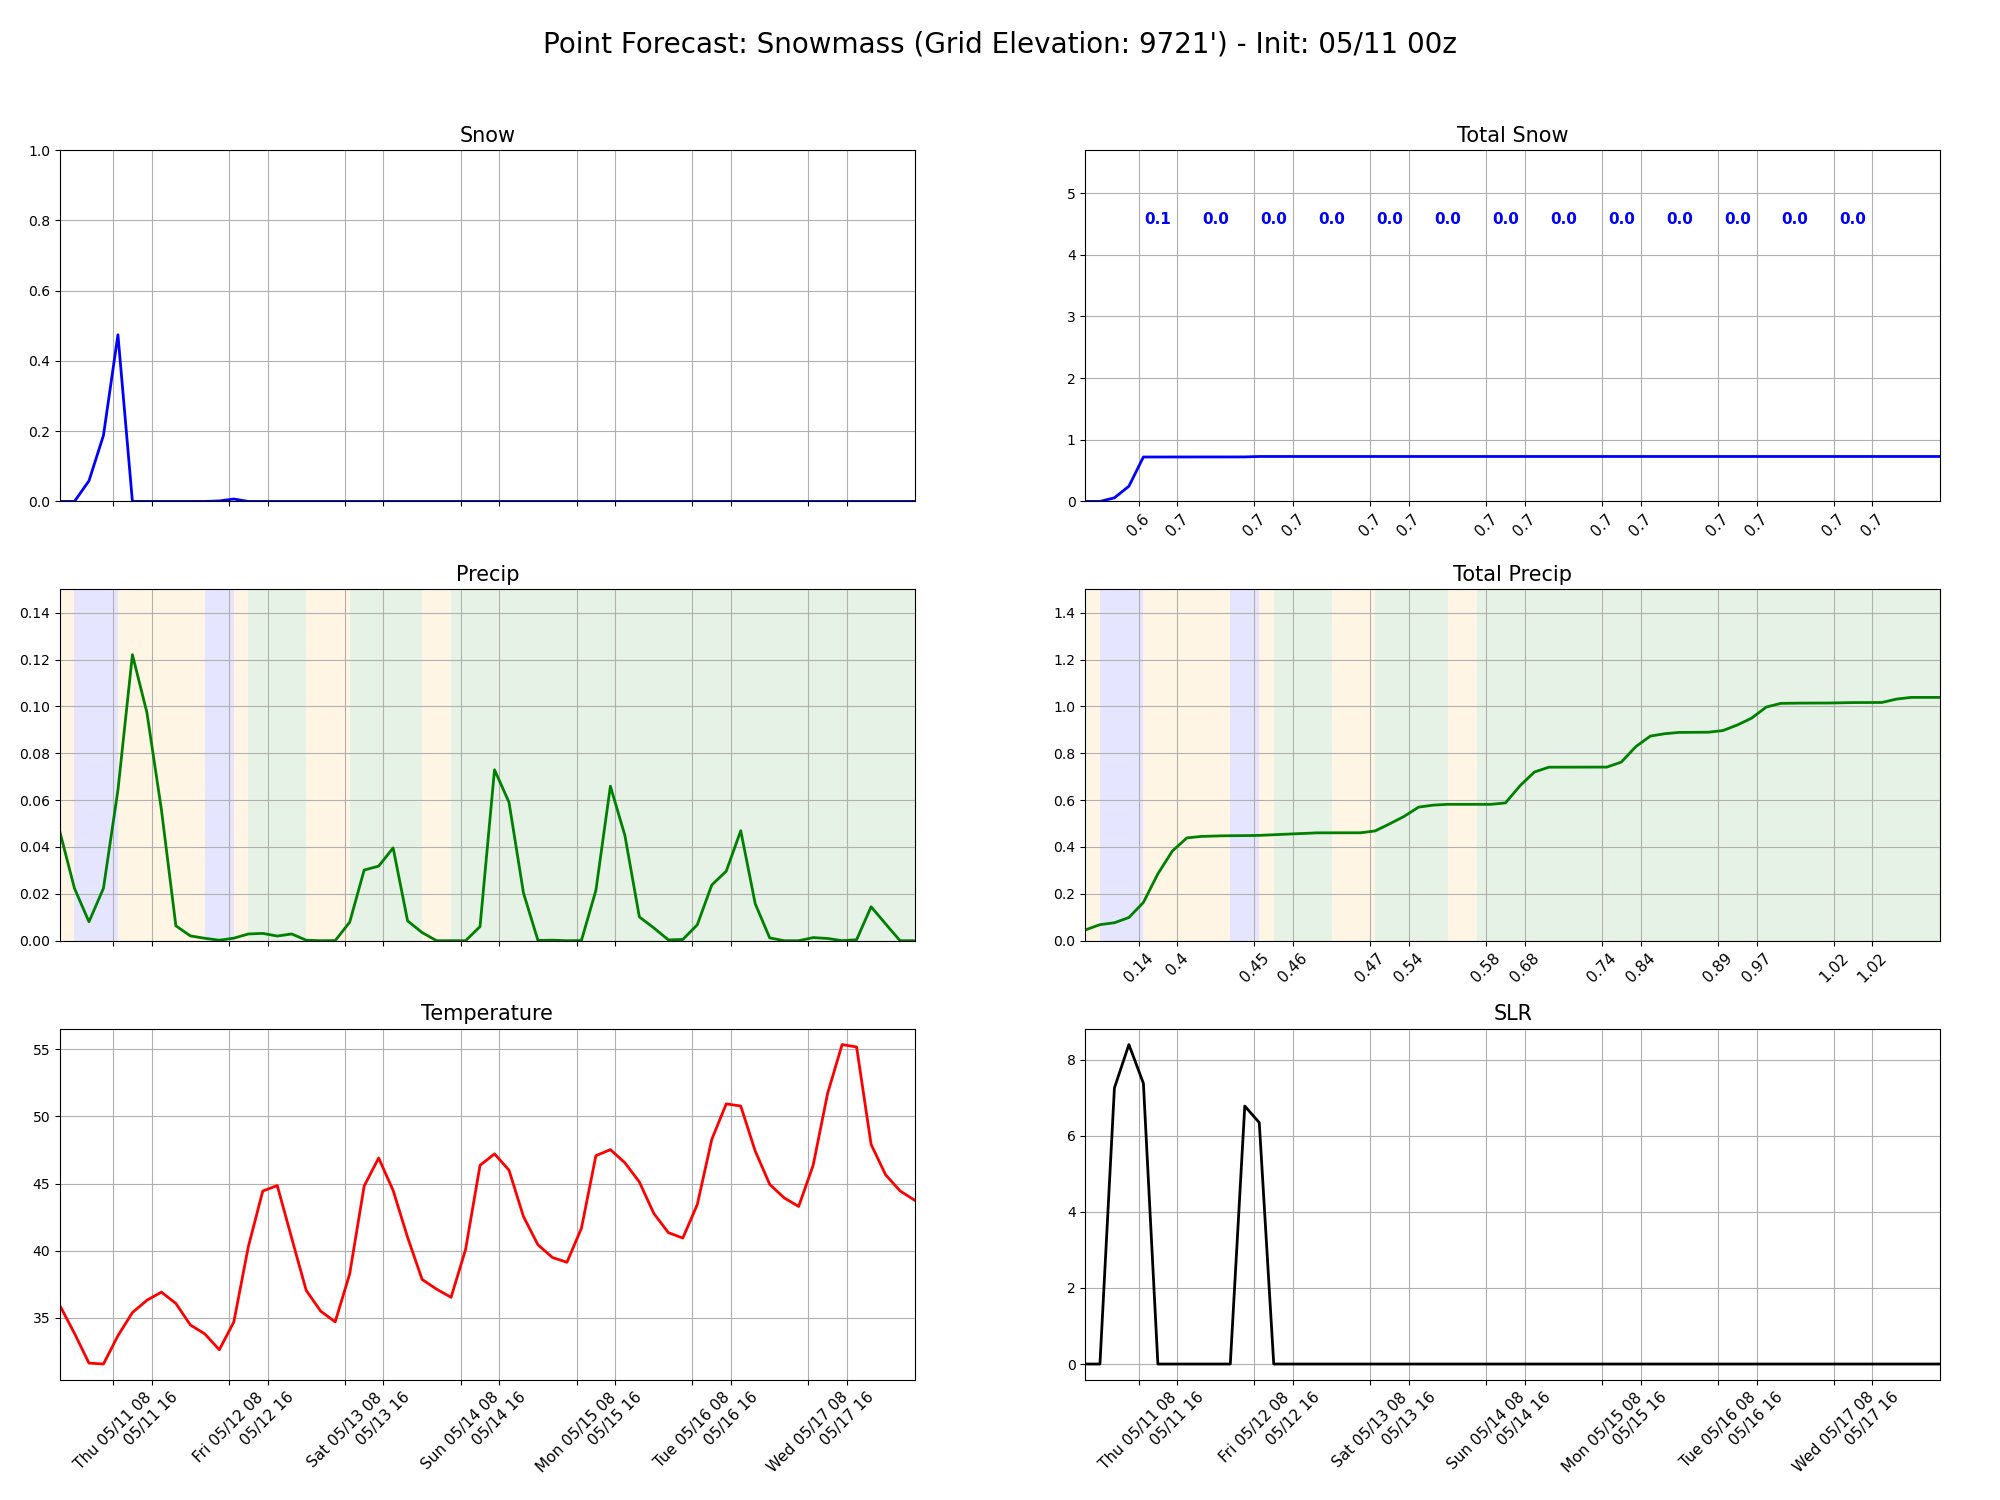 Point Forecast: Snowmass (Grid Elevation: 9721') - Init: 05/11 00z
Snow
1.0
0.8
0.6
0.4
0.2
0.0
Total Snow
5
4
3
2
1
0
0.1 0.0 0.0 0.0 0.0 0.0 0.0 0.0 0.0 0.0 0.0 0.0 0.0
0.6 0.7 0.7 0.7 0.7 0.7 0.7 0.7 0.7 0.7 0.7 0.7 0.7 0.7
Precip
0.14
0.12
0.10
0.08
0.06
0.04
0.02
0.00
Total Precip
1.4
1.2
1.0
0.8
0.6
0.4
0.2
0.0
0.14 0.4 0.45 0.46 0.47 0.54 0.58 0.68 0.74 0.84 0.89 0.97 1.02 1.02
Temperature
55
50
45
40
35
Thu 05/11 08
05/11 16
Fri 05/12 08
05/12 16
Sat 05/13 08
05/13 16
Sun 05/14 08
05/14 16
Mon 05/15 08
05/15 16
Tue 05/16 08
05/16 16
Wed 05/17 08
05/17 16
SLR
8
6
4
2
0
Thu 05/11 08
05/11 16
Fri 05/12 08
05/12 16
Sat 05/13 08
05/13 16
Sun 05/14 08
05/14 16
Mon 05/15 08
05/15 16
Tue 05/16 08
05/16 16
Wed 05/17 08
05/17 16